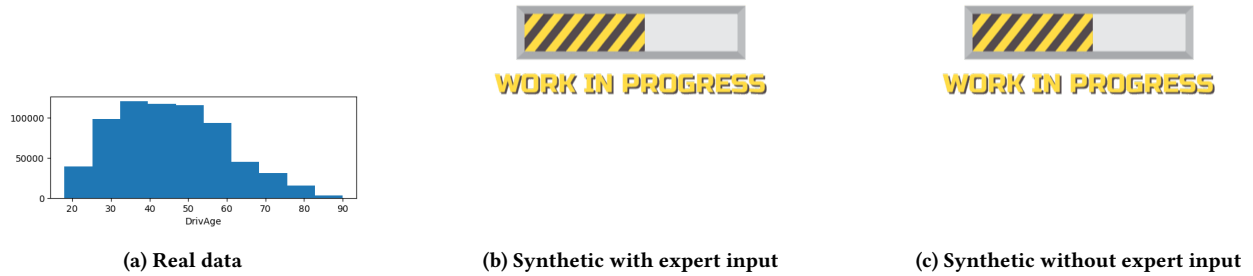 WORK IN PROGRESS
WORK IN PROGRESS
100000
50000
0
20 30 40 50 60 70 80 90
DrivAge
(a) Real data
(b) Synthetic with expert input
(c) Synthetic without expert input